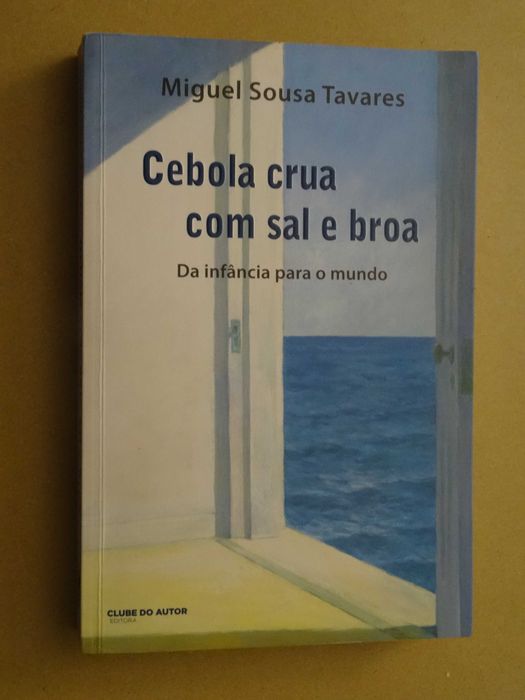 Miguel Sousa Tavares
Cebola crua
com sal e broa
Da infância para o mundo
CLUBE DO AUTOR
EDITORA